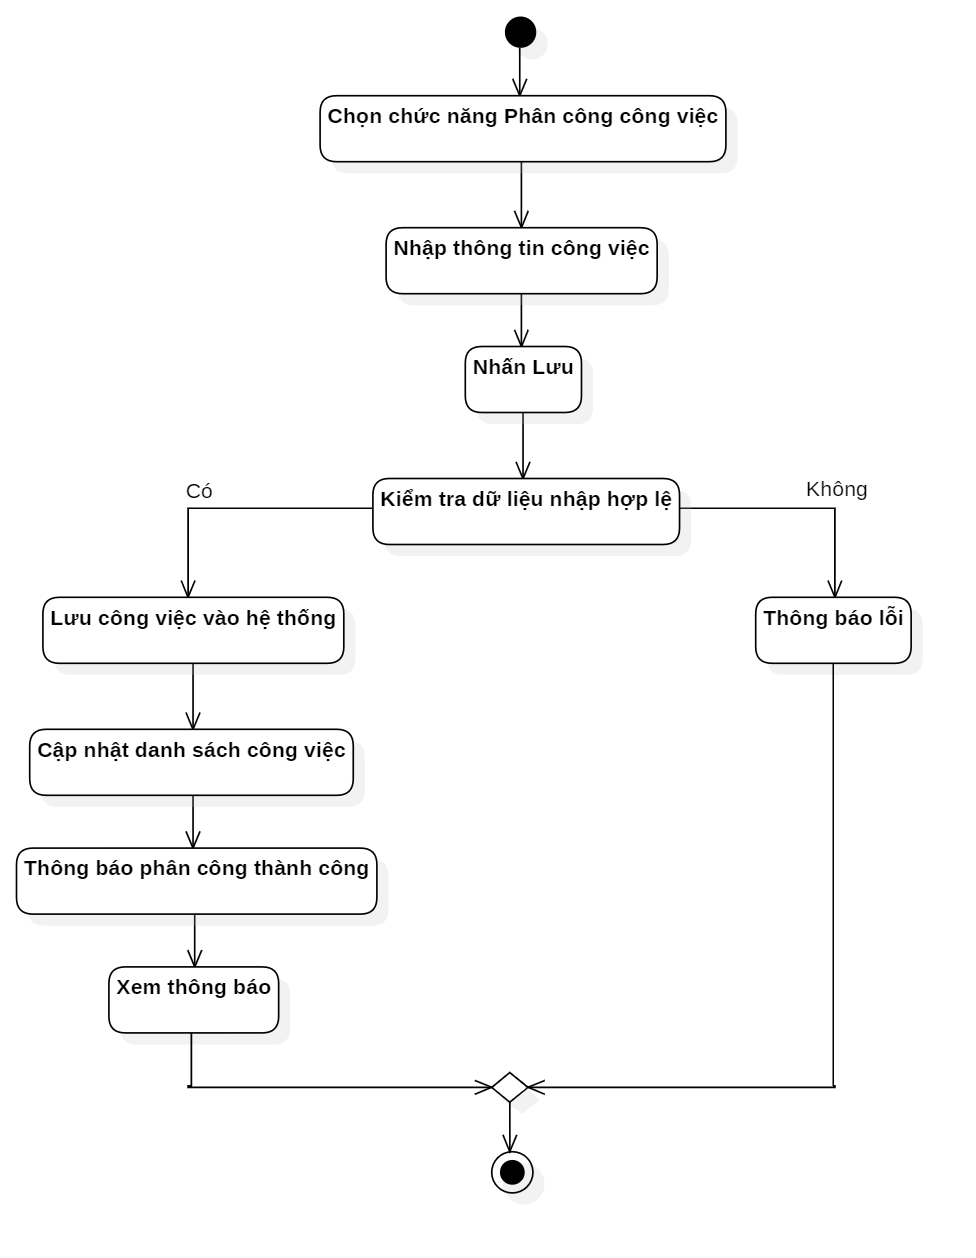 Chọn chức năng Phân công công việc
Nhập thông tin công việc
Nhấn Lưu
Kiểm tra dữ liệu nhập hợp lệ
Có
Không
Lưu công việc vào hệ thống
Thông báo lỗi
Cập nhật danh sách công việc
Thông báo phân công thành công
Xem thông báo